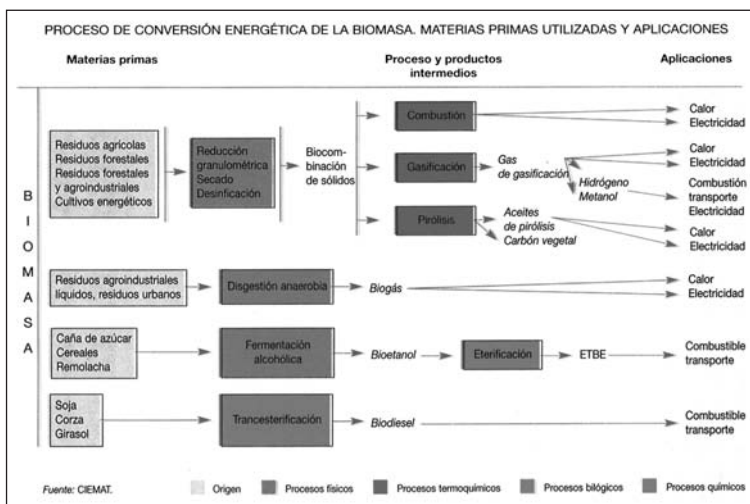 PROCESO DE CONVERSIÓN ENERGÉTICA DE LA BIOMASA. MATERIAS PRIMAS UTILIZADAS Y APLICACIONES
Materias primas
Proceso y productos
intermedios
Aplicaciones
BIOMASA
Residuos agrícolas
Residuos forestales
Residuos forestales
y agroindustriales
Cultivos energéticos
Reducción
granulométrica
Secado
Desinficación
Biocom-
binación
de sólidos
Combustión
Calor
Electricidad
Gasificación
Gas
de gasificación
Calor
Electricidad
Hidrógeno
Metanol
Combustión
transporte
Electricidad
Pirólisis
Aceites
de pirólisis
Carbón vegetal
Calor
Electricidad
Residuos agroindustriales
líquidos, residuos urbanos
Disgestión anaerobia
Biogás
Calor
Electricidad
Caña de azúcar
Cereales
Remolacha
Fermentación
alcohólica
Bioetanol
Eterificación
ETBE
Combustible
transporte
Soja
Corza
Girasol
Trancesterificación
Biodiesel
Combustible
transporte
Fuente: CIEMAT.
Origen
Procesos físicos
Procesos termoquímicos
Procesos bilógicos
Procesos químicos